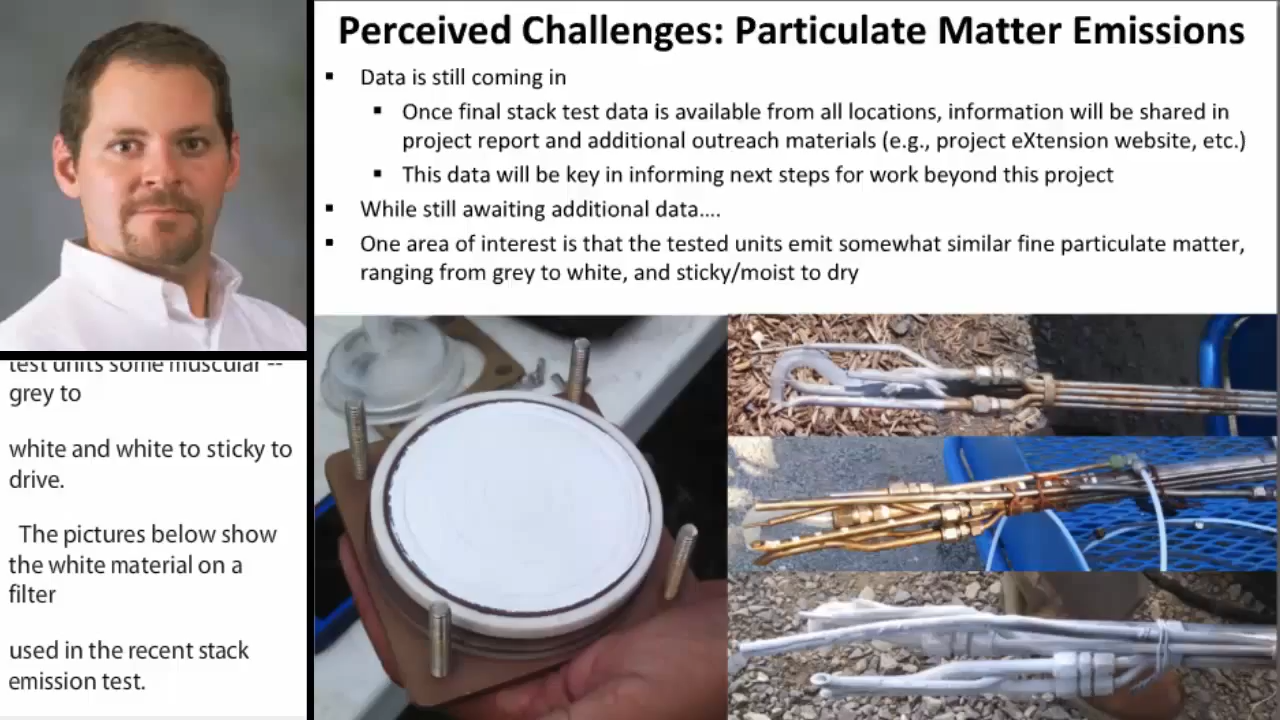 Perceived Challenges: Particulate Matter Emissions
▪ Data is still coming in
▪ Once final stack test data is available from all locations, information will be shared in
project report and additional outreach materials (e.g., project eXtension website, etc.)
▪ This data will be key in informing next steps for work beyond this project
▪ While still awaiting additional data....
▪ One area of interest is that the tested units emit somewhat similar fine particulate matter,
ranging from grey to white, and sticky/moist to dry
test units some muscular --
grey to
white and white to sticky to
drive.
The pictures below show
the white material on a
filter
used in the recent stack
emission test.